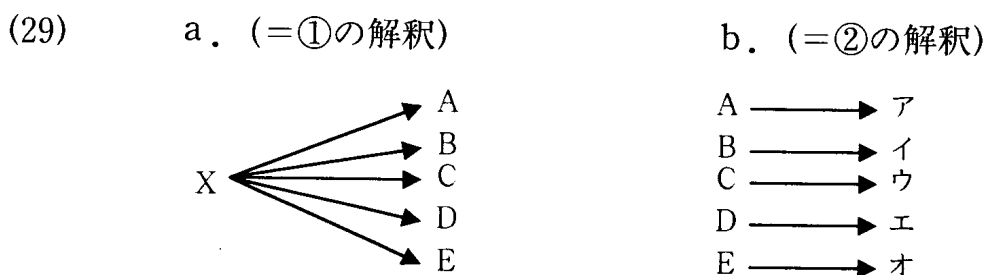 (29) a. (=①の解釈) b. (=②の解釈)
A A ア
B B イ
X C C ウ
D D エ
E E オ